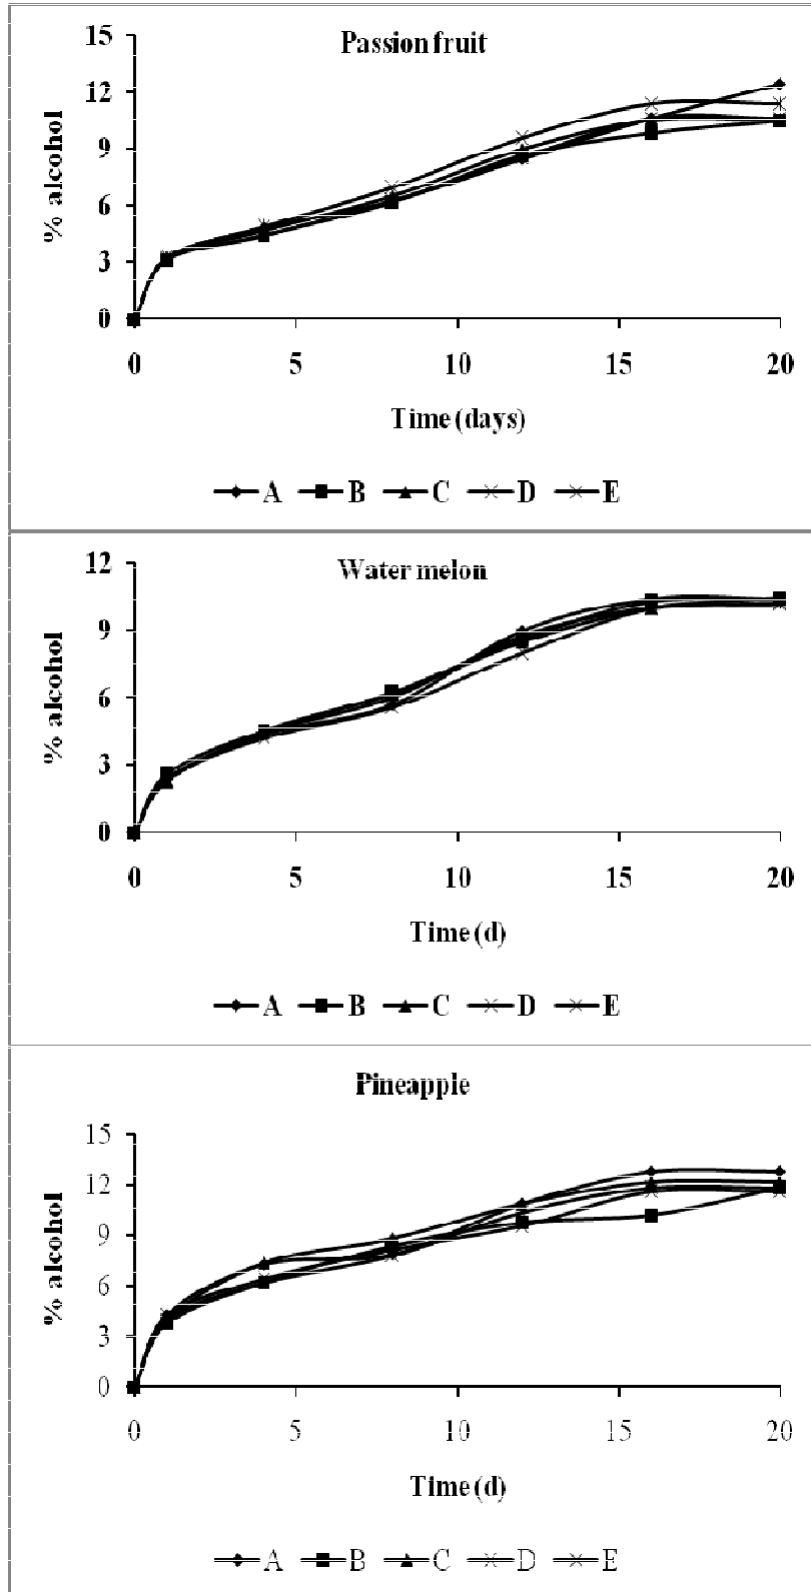 Passion fruit
15
12
9
6
3
0
% alcohol
0 5 10 15 20
Time (days)
A B C D E
Water melon
12
9
6
3
0
% alcohol
0 5 10 15 20
Time (d)
A B C D E
Pineapple
15
12
9
6
3
0
% alcohol
0 5 10 15 20
Time (d)
A B C D E